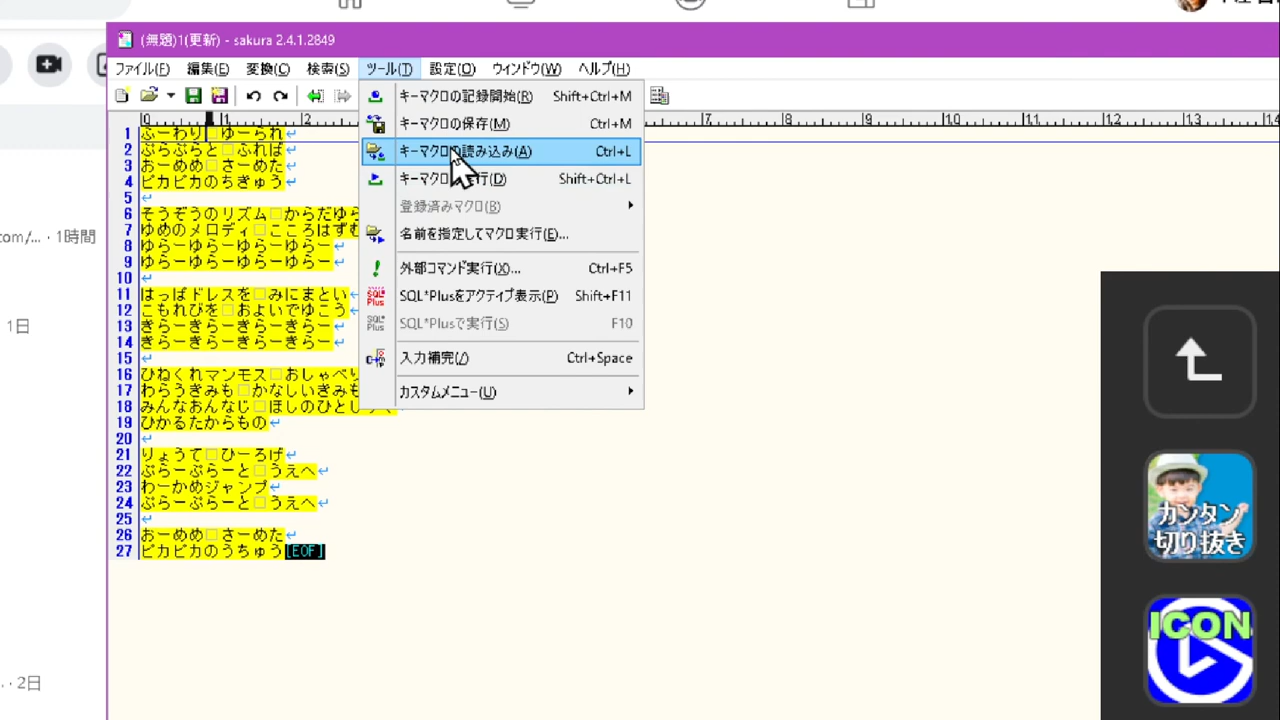 (無題)1(更新) - sakura 2.4.1.2849
ファイル(F) 編集(E) 変換(C) 検索(S) ツール(T) 設定(O) ウインドウ(W) ヘルプ(H)
0 1 2 7 8 9 10 11 12 13 14
キーマクロの記録開始(R) Shift+Ctrl+M
キーマクロの保存(M) Ctrl+M
キーマクロの読み込み(A) Ctrl+L
キーマクロ 行(D) Shift+Ctrl+L
登録済みマクロ(B)
名前を指定してマクロ実行(E)...
外部コマンド実行(X)... Ctrl+F5
SQL*Plusをアクティブ表示(P) Shift+F11
SQL*Plusで実行(S) F10
入力補完(/) Ctrl+Space
カスタムメニュー(U)
1 ふーわり□ゆーられ↵
2 ぷらぷらと□ふれば↵
3 おーめめ□さーめた↵
4 ピカピカのちきゅう↵
5 ↵
6 そうぞうのリズム□からだゆら
7 ゆめのメロディ□こころはずむ
8 ゆらーゆらーゆらーゆらー↵
9 ゆらーゆらーゆらーゆらー↵
10 ↵
11 はっぱドレスを□みにまとい↵
12 こもれびを□およいでゆこう↵
13 きらーきらーきらーきらー↵
14 きらーきらーきらーきらー↵
15 ↵
16 ひねくれマンモス□おしゃべり
17 わらうきみも□かなしいきみも
18 みんなおんなじ□ほしのひとし
19 ひかるたからもの↵
20 ↵
21 りょうて□ひーろげ↵
22 ぷらーぷらーと□うえへ↵
23 わーかめジャンプ↵
24 ぷらーぷらーと□うえへ↵
25 ↵
26 おーめめ□さーめた↵
27 ピカピカのうちゅう[EOF]
com/... · 1時間
1日
· 2日
カンタン
切り抜き
ICON